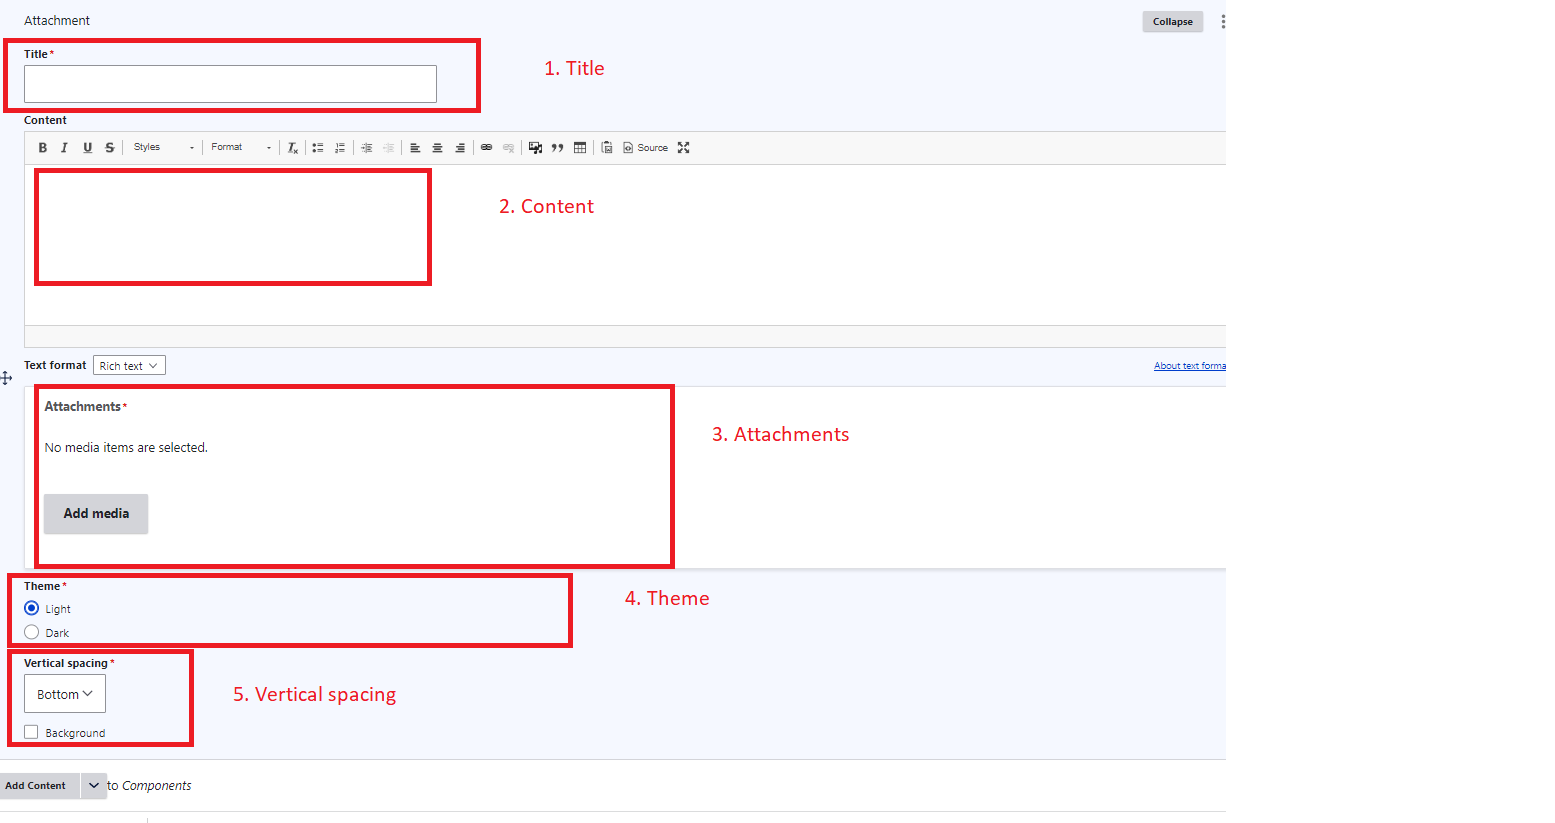 Attachment
Collapse
Title*
1. Title
Content
B I U S Styles Format Tx Source
2. Content
Text format Rich text
About text forma
Attachments*
3. Attachments
No media items are selected.
Add media
Theme*
4. Theme
Light
Dark
Vertical spacing*
5. Vertical spacing
Bottom
Background
Add Content to Components